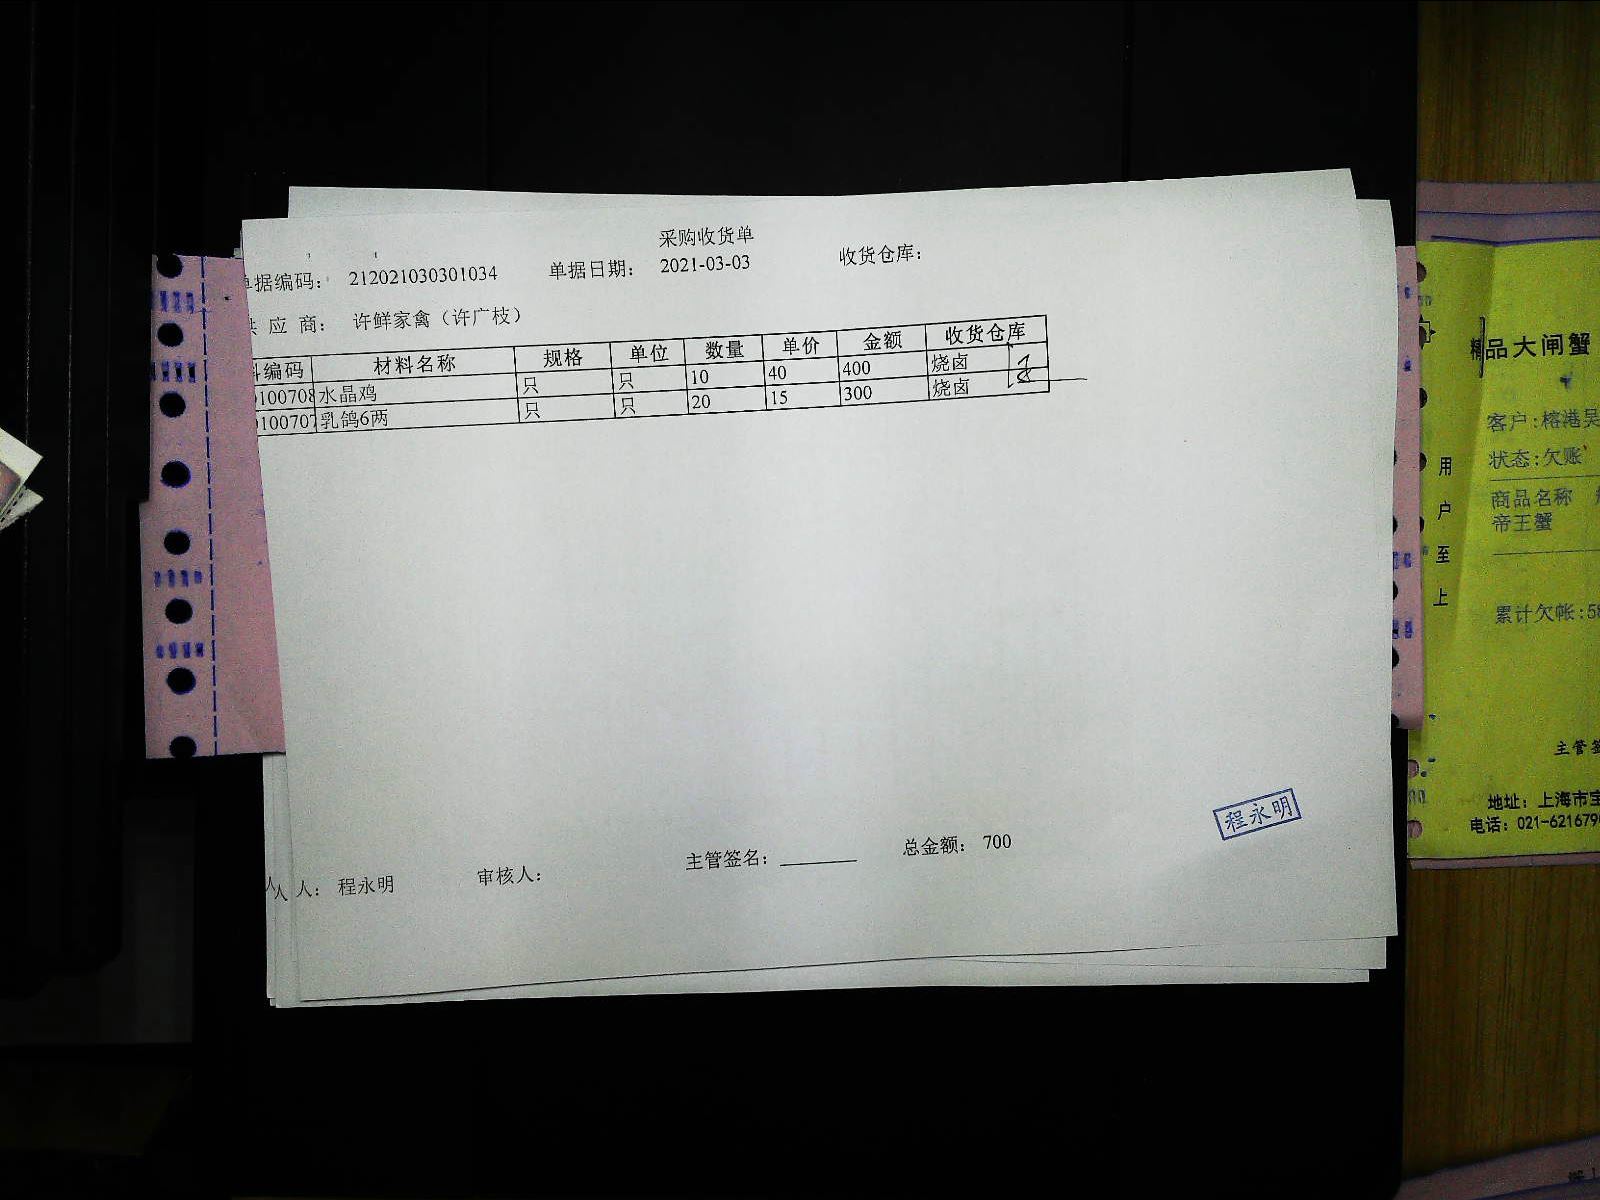 采购收货单
单据编码： 212021030301034 单据日期： 2021-03-03 收货仓库：
供 应 商： 许鲜家禽（许广枝）
料编码 材料名称 规格 单位 数量 单价 金额 收货仓库
0100708 水晶鸡 只 只 10 40 400 烧卤
0100707 乳鸽6两 只 只 20 15 300 烧卤
人 人： 程永明 审核人： 主管签名： 总金额： 700
程永明
精品大闸蟹
客户:榕港吴
状态:欠账
商品名称
帝王蟹
累计欠帐:58
用户至上
主管签
地址：上海市宝
电话：021-6216790